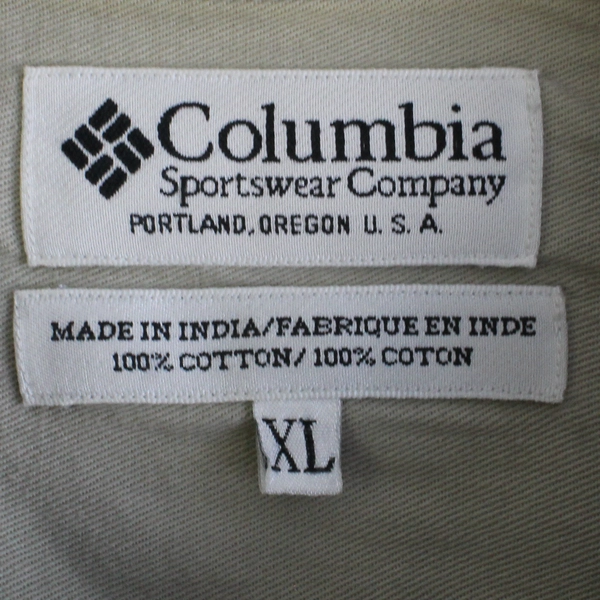 Columbia
Sportswear Company
PORTLAND, OREGON U. S. A.
MADE IN INDIA/FABRIQUE EN INDE
100% COTTON/ 100% COTON
XL